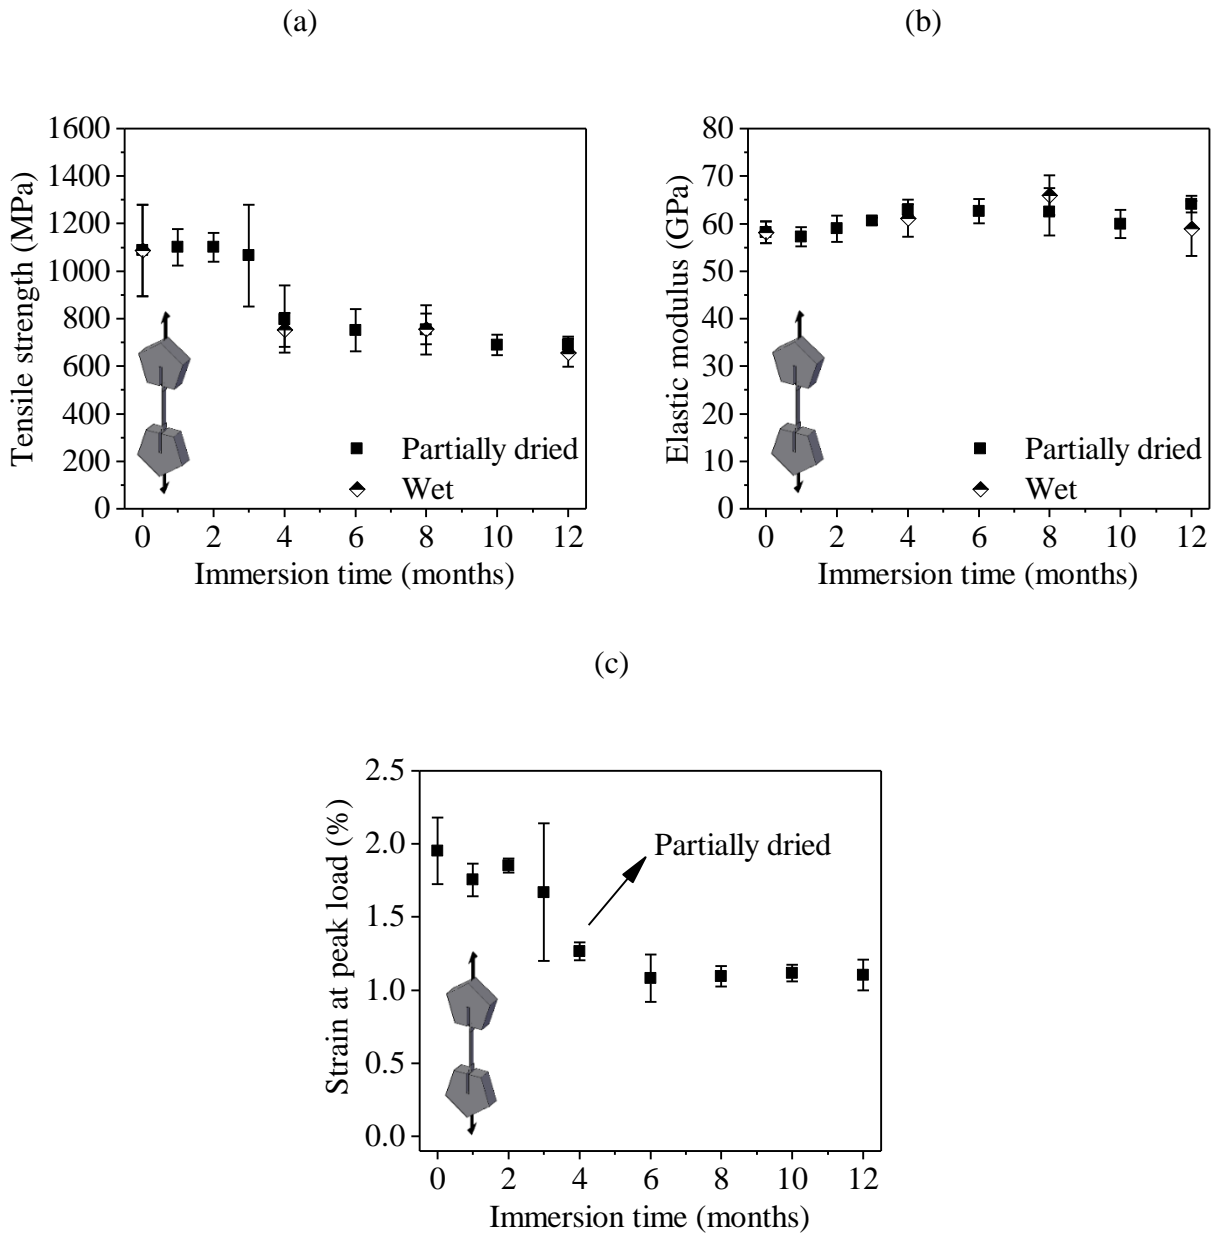 (a)
(b)
1600
1400
1200
1000
800
600
400
200
0
Tensile strength (MPa)
Partially dried
Wet
0 2 4 6 8 10 12
Immersion time (months)
80
70
60
50
40
30
20
10
0
Elastic modulus (GPa)
Partially dried
Wet
0 2 4 6 8 10 12
Immersion time (months)
(c)
2.5
2.0
1.5
1.0
0.5
0.0
Strain at peak load (%)
Partially dried
0 2 4 6 8 10 12
Immersion time (months)